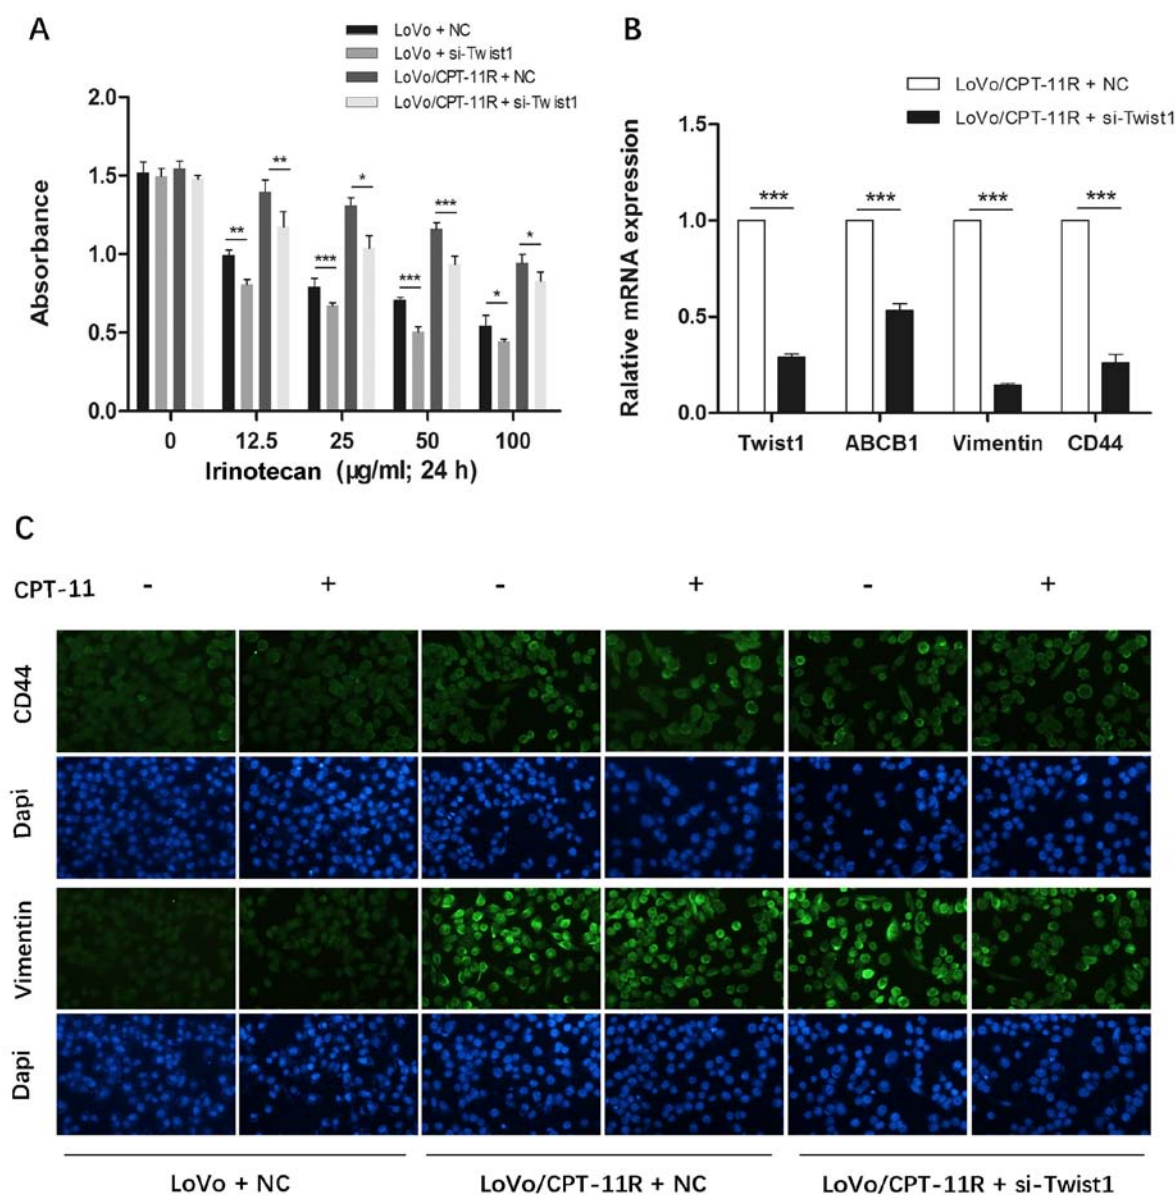 A
LoVo + NC
LoVo + si-Twist1
LoVo/CPT-11R + NC
LoVo/CPT-11R + si-Twist1
2.0
1.5
1.0
0.5
0.0
Absorbance
** ** *** * *** *** * *
0 12.5 25 50 100
Irinotecan (µg/ml; 24 h)
B
LoVo/CPT-11R + NC
LoVo/CPT-11R + si-Twist1
1.5
1.0
0.5
0.0
Ralative mRNA expression
*** *** *** ***
Twist1 ABCB1 Vimentin CD44
C
CPT-11 - + - + - +
CD44
Dapi
Vimentin
Dapi
LoVo + NC LoVo/CPT-11R + NC LoVo/CPT-11R + si-Twist1